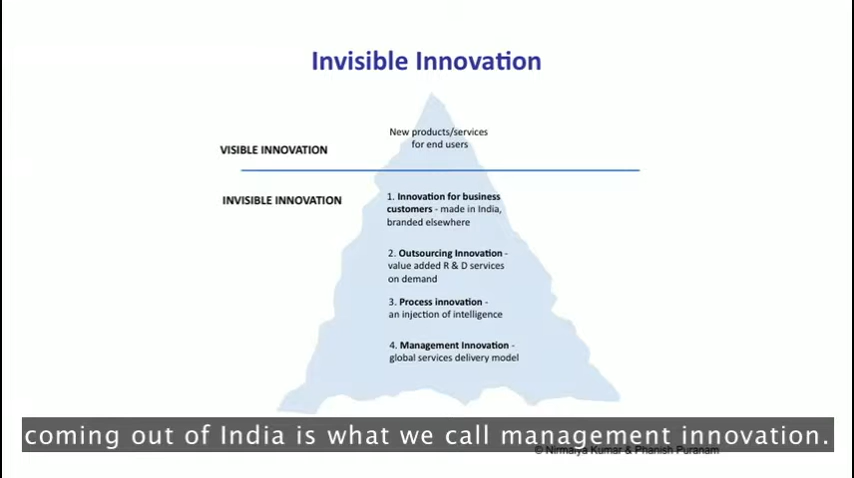 Invisible Innovation
New products/services
for end users
VISIBLE INNOVATION
INVISIBLE INNOVATION
1. Innovation for business
customers - made in India,
branded elsewhere
2. Outsourcing Innovation -
value added R & D services
on demand
3. Process innovation -
an injection of intelligence
4. Management Innovation -
global services delivery model
coming out of India is what we call management innovation.
© Nirmalya Kumar & Phanish Puranam